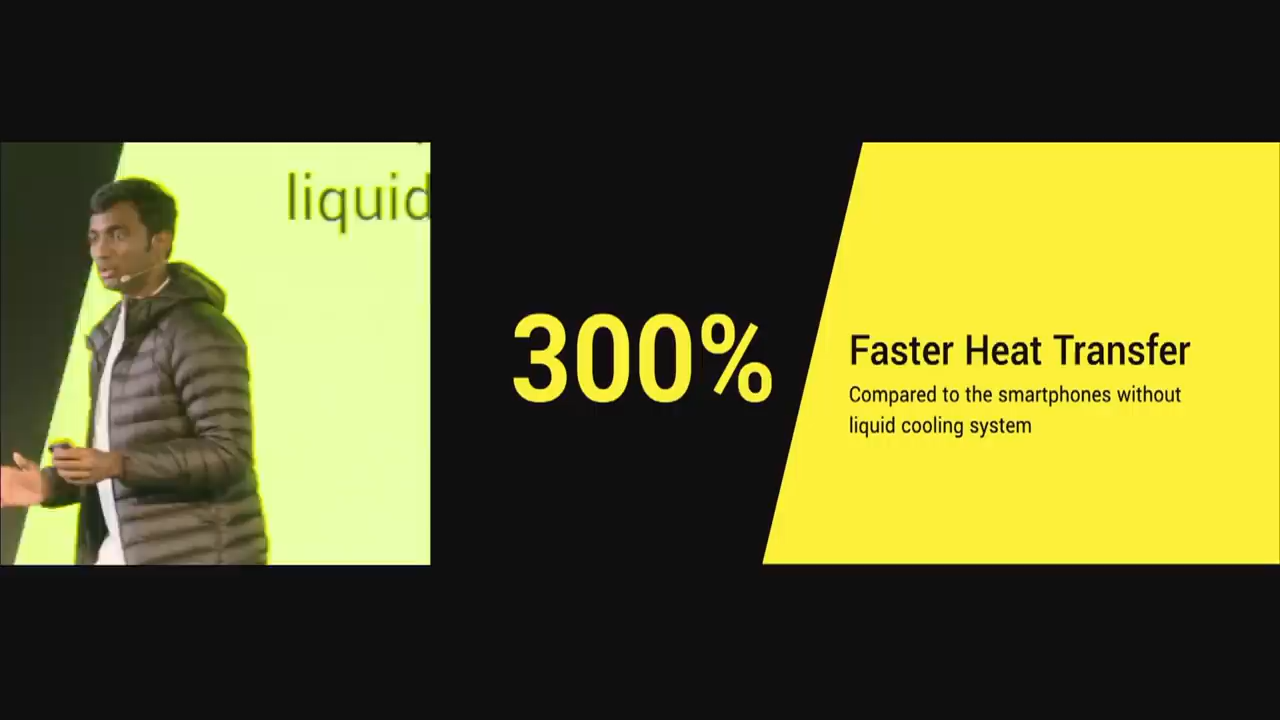 liquid
300%
Faster Heat Transfer
Compared to the smartphones without
liquid cooling system